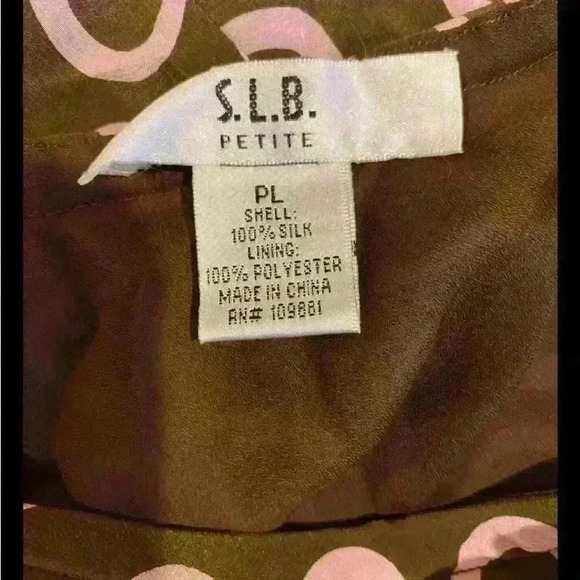 S.L.B.
PETITE
PL
SHELL:
100% SILK
LINING:
100% POLYESTER
MADE IN CHINA
RN# 109881